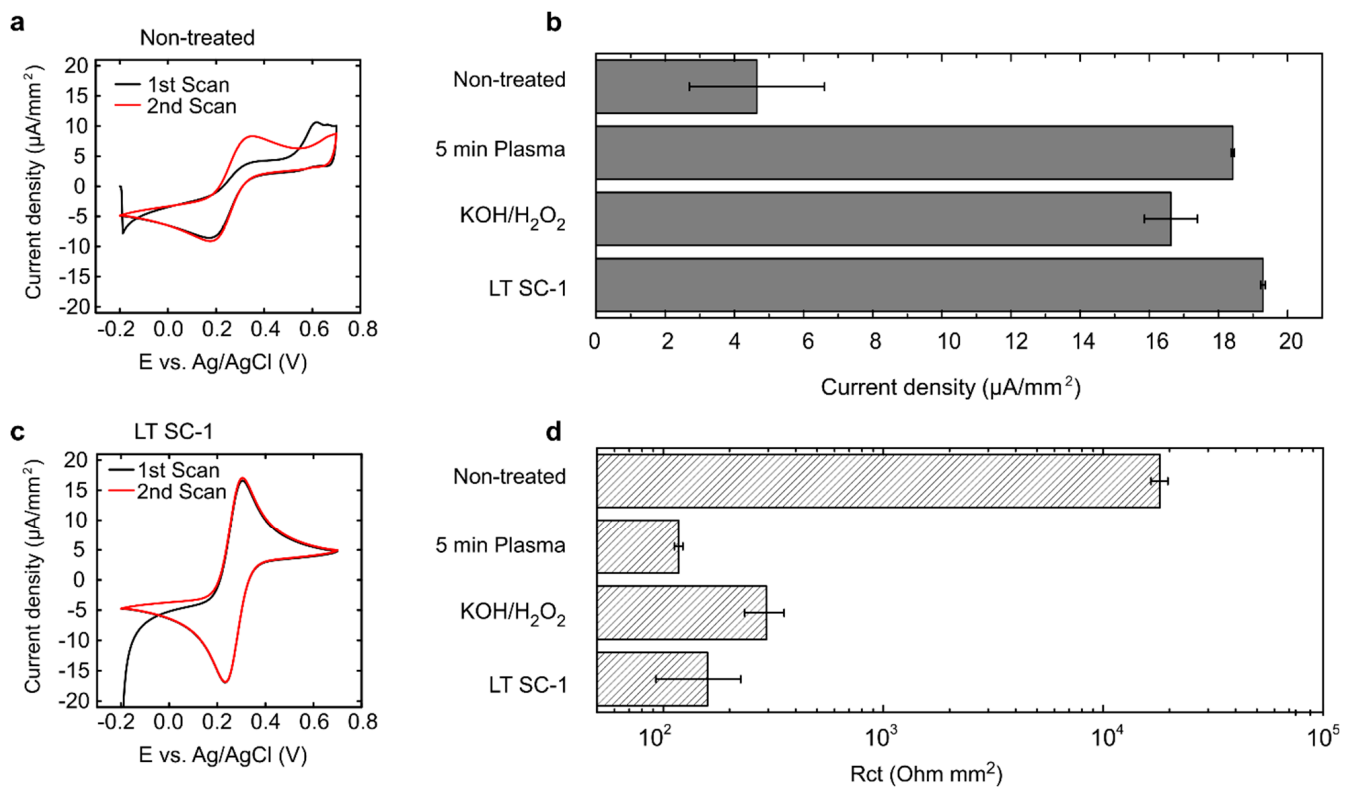 a
Non-treated
Current density (µA/mm²)
20
15
10
5
0
-5
-10
-15
-20
1st Scan
2nd Scan
-0.2 0.0 0.2 0.4 0.6 0.8
E vs. Ag/AgCl (V)
b
Non-treated
5 min Plasma
KOH/H₂O₂
LT SC-1
0 2 4 6 8 10 12 14 16 18 20
Current density (µA/mm²)
c
LT SC-1
Current density (µA/mm²)
20
15
10
5
0
-5
-10
-15
-20
1st Scan
2nd Scan
-0.2 0.0 0.2 0.4 0.6 0.8
E vs. Ag/AgCl (V)
d
Non-treated
5 min Plasma
KOH/H₂O₂
LT SC-1
10² 10³ 10⁴ 10⁵
Rct (Ohm mm²)